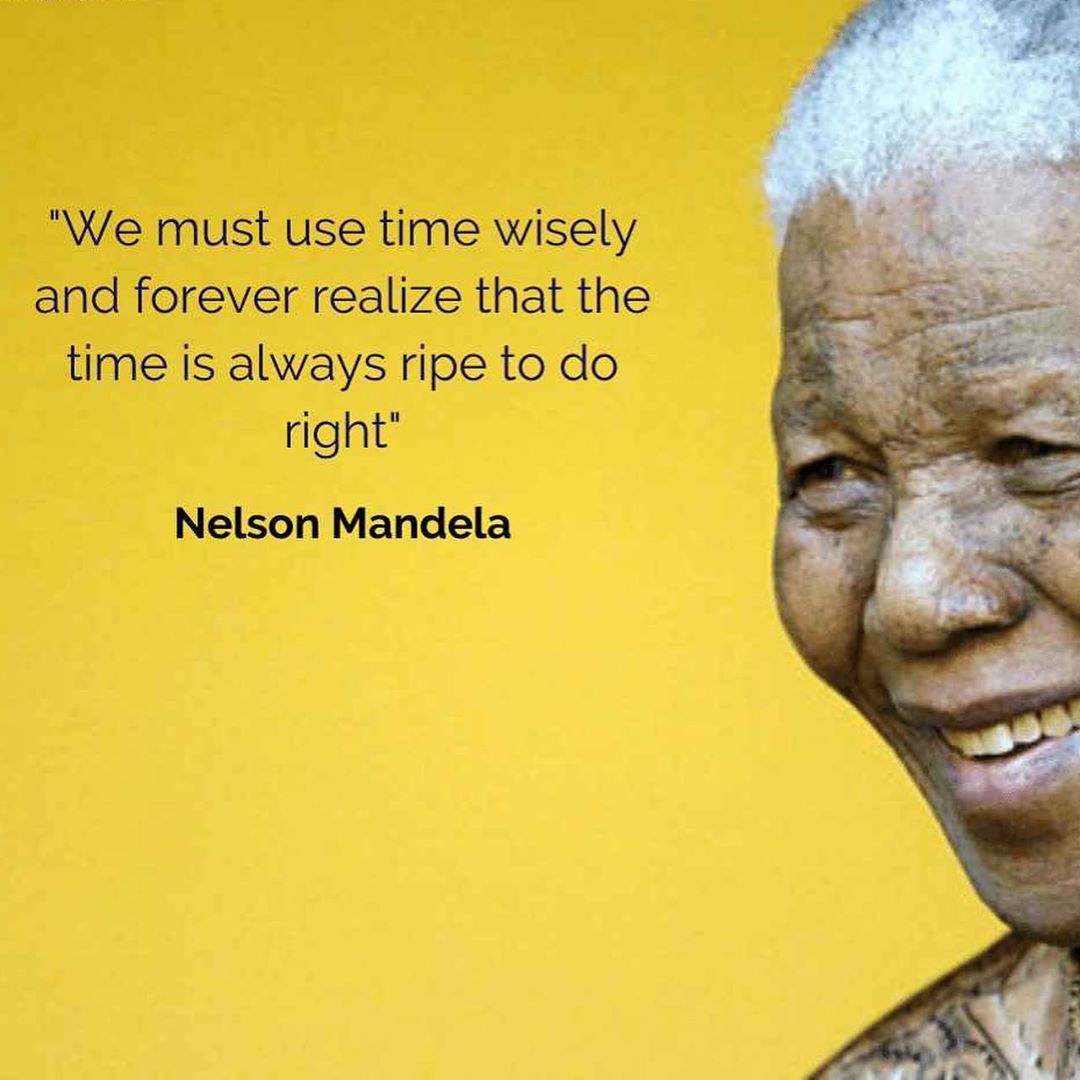 "We must use time wisely
and forever realize that the
time is always ripe to do
right"
Nelson Mandela